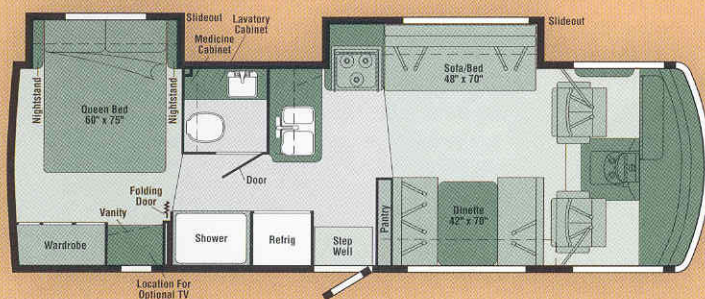 Slideout
Lavatory
Cabinet
Medicine
Cabinet
Slideout
Nightstand
Queen Bed
60" x 75"
Nightstand
Sofa/Bed
48" x 70"
Door
Folding
Door
Vanity
Wardrobe
Shower
Refrig
Step
Well
Pantry
Dinette
42" x 76"
Location For
Optional TV